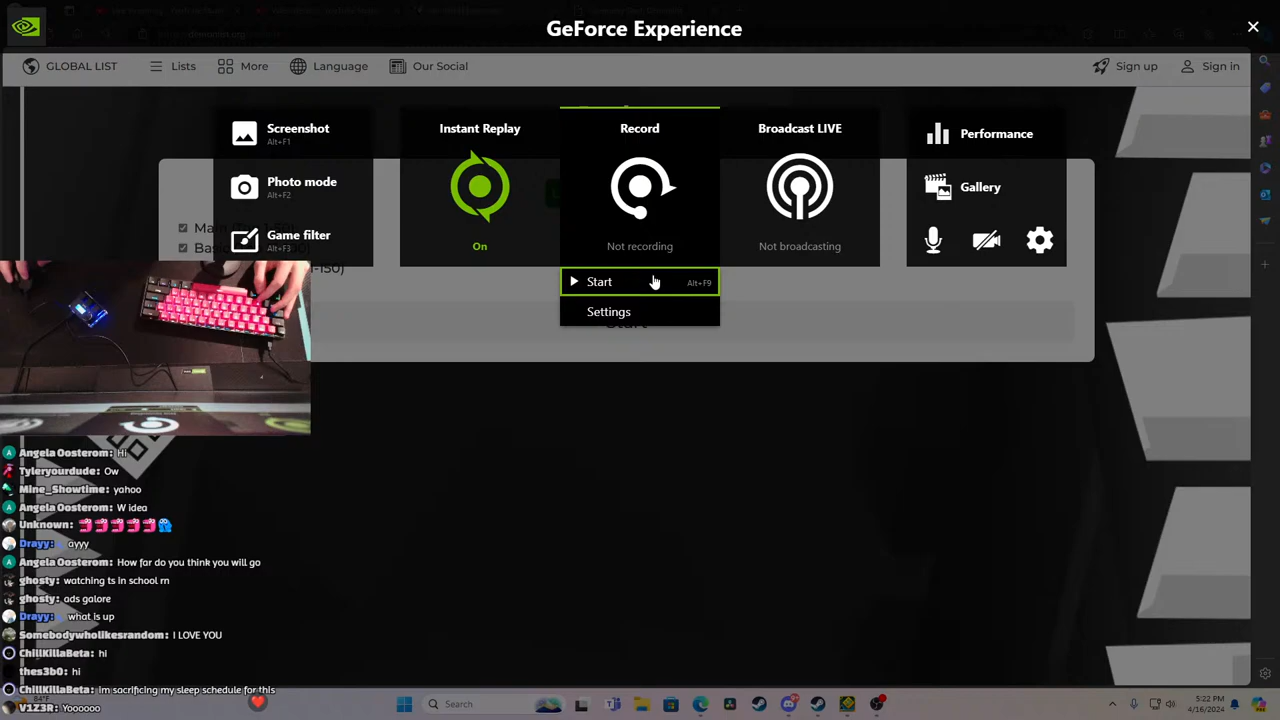 GeForce Experience
GLOBAL LIST
Lists
More
Language
Our Social
Sign up
Sign in
Screenshot
Alt+F1
Photo mode
Alt+F2
Game filter
Alt+F3
Instant Replay
On
Record
Not recording
Start
Alt+F9
Settings
Broadcast LIVE
Not broadcasting
Performance
Gallery
Start
Angela Oosterom: Hi
Tyleryourdude: Ow
Mine_Showtime: yahoo
Angela Oosterom: W idea
Unknown:
Drayy: ayyy
Angela Oosterom: How far do you think you will go
ghosty: watching ts in school rn
ghosty: ads galore
Drayy: what is up
Somebodywholikesrandom: I LOVE YOU
ChillKillaBeta: hi
thes3b0: hi
ChillKillaBeta: im sacrificing my sleep schedule for this
V1Z3R: Yoooooo
Search
5:22 PM
4/16/2024